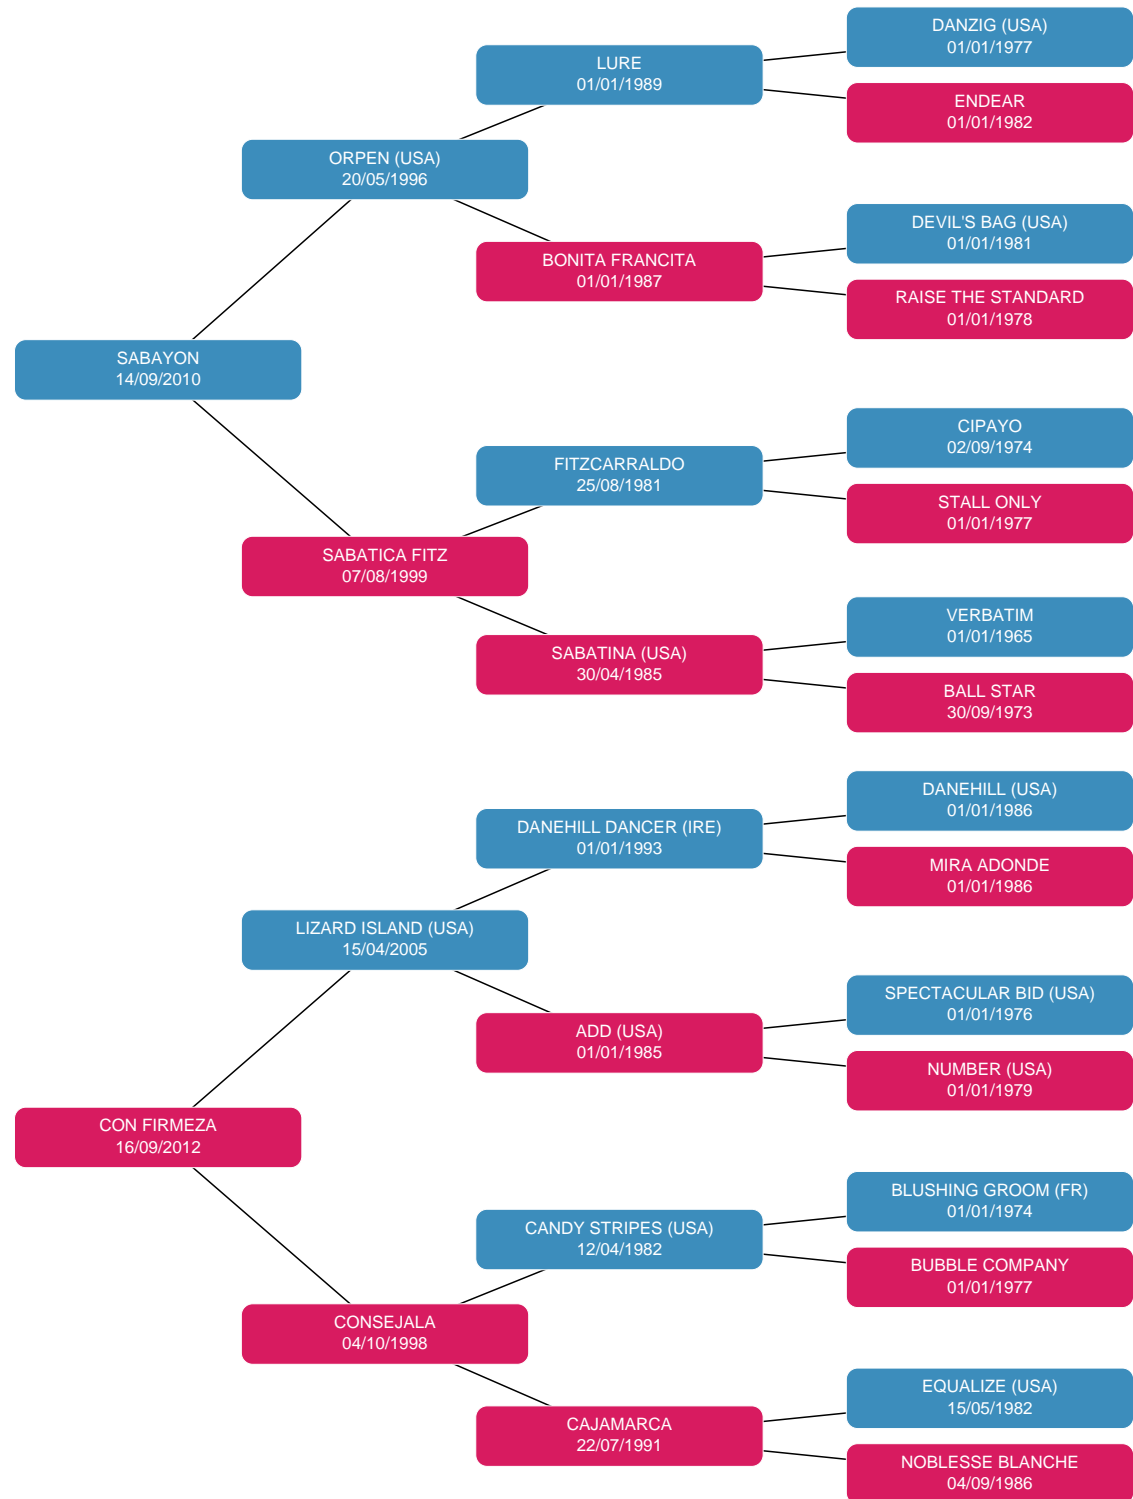 DANZIG (USA)
01/01/1977
LURE
01/01/1989
ENDEAR
01/01/1982
ORPEN (USA)
20/05/1996
DEVIL'S BAG (USA)
01/01/1981
BONITA FRANCITA
01/01/1987
RAISE THE STANDARD
01/01/1978
SABAYON
14/09/2010
CIPAYO
02/09/1974
FITZCARRALDO
25/08/1981
STALL ONLY
01/01/1977
SABATICA FITZ
07/08/1999
VERBATIM
01/01/1965
SABATINA (USA)
30/04/1985
BALL STAR
30/09/1973
DANEHILL (USA)
01/01/1986
DANEHILL DANCER (IRE)
01/01/1993
MIRA ADONDE
01/01/1986
LIZARD ISLAND (USA)
15/04/2005
SPECTACULAR BID (USA)
01/01/1976
ADD (USA)
01/01/1985
NUMBER (USA)
01/01/1979
CON FIRMEZA
16/09/2012
BLUSHING GROOM (FR)
01/01/1974
CANDY STRIPES (USA)
12/04/1982
BUBBLE COMPANY
01/01/1977
CONSEJALA
04/10/1998
EQUALIZE (USA)
15/05/1982
CAJAMARCA
22/07/1991
NOBLESSE BLANCHE
04/09/1986